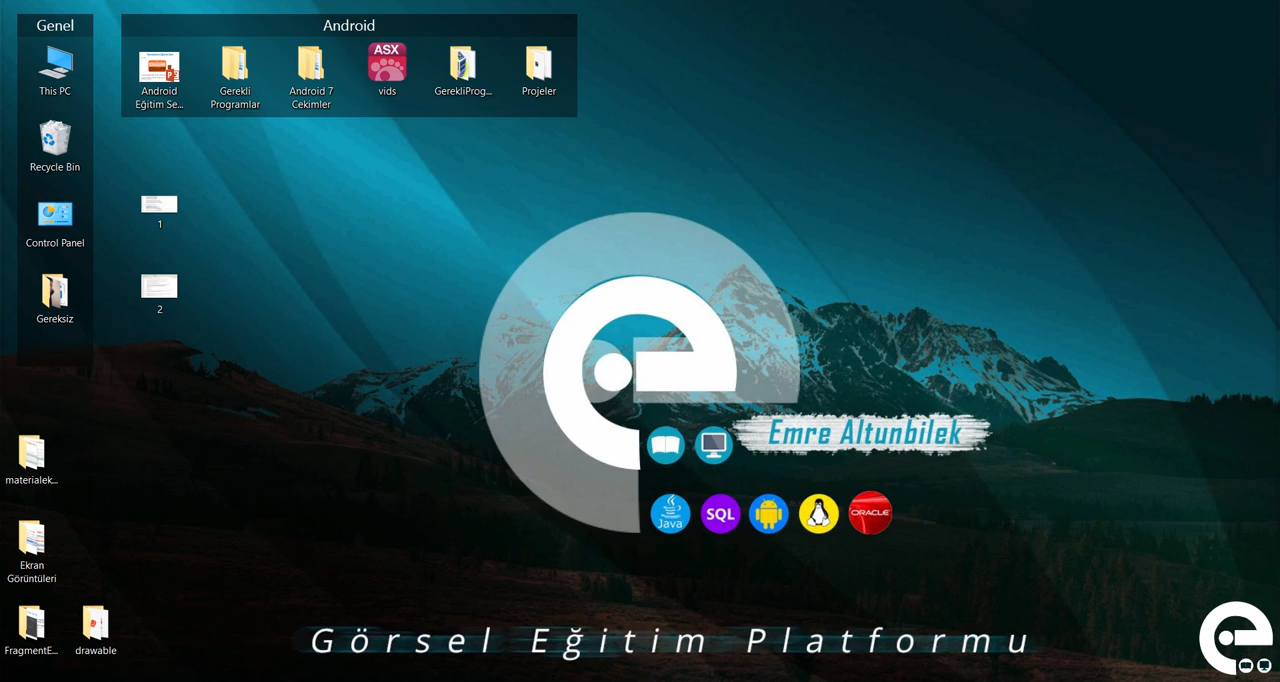 Genel
Android
This PC
Android
Eğitim Se...
Gerekli
Programlar
Android 7
Cekimler
ASX
vids
GerekliProg...
Projeler
Recycle Bin
1
Control Panel
2
Gereksiz
Emre Altunbilek
materialek...
Java
SQL
ORACLE
Ekran
Görüntüleri
FragmentE...
drawable
Görsel Eğitim Platformu